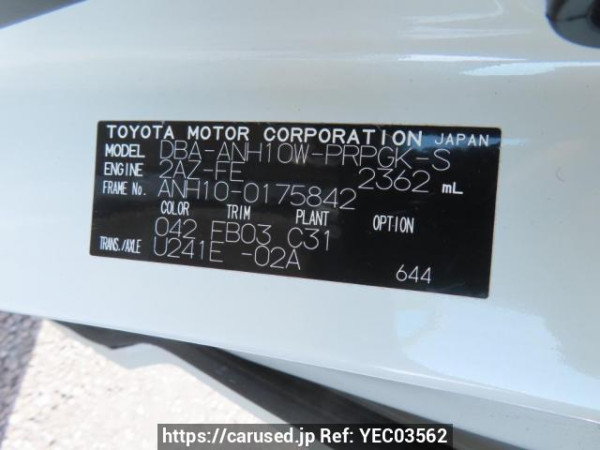 TOYOTA MOTOR CORPORATION JAPAN
MODEL DBA-ANH10W-PRPGK-S
ENGINE 2AZ-FE 2362 mL
FRAME No. ANH10-0175842
COLOR TRIM PLANT OPTION
042 FB03 C31
TRANS./AXLE U241E -02A
644
https://carused.jp Ref: YEC03562